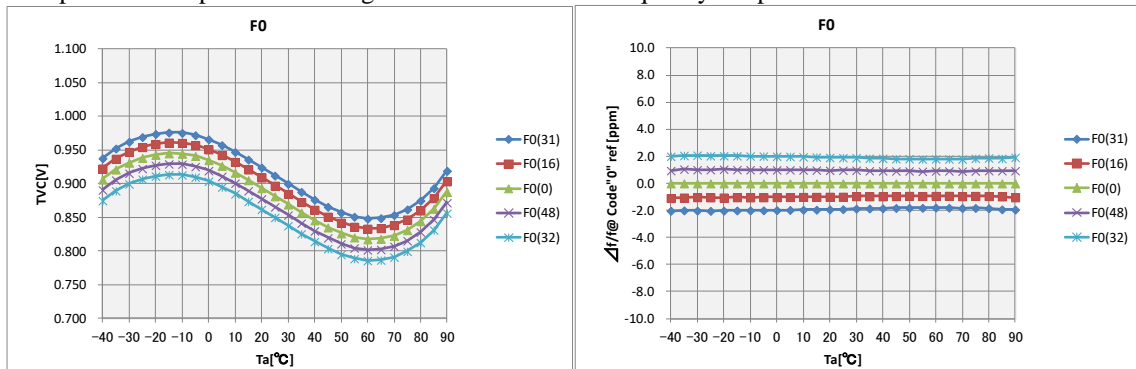 F0
1.100
1.050
1.000
0.950
0.900
0.850
0.800
0.750
0.700
TVC[V]
-40 -30 -20 -10 0 10 20 30 40 50 60 70 80 90
Ta[℃]
F0(31)
F0(16)
F0(0)
F0(48)
F0(32)
F0
10.0
8.0
6.0
4.0
2.0
0.0
-2.0
-4.0
-6.0
-8.0
-10.0
⊿f/f@ Code"0" ref [ppm]
-40 -30 -20 -10 0 10 20 30 40 50 60 70 80 90
Ta[℃]
F0(31)
F0(16)
F0(0)
F0(48)
F0(32)